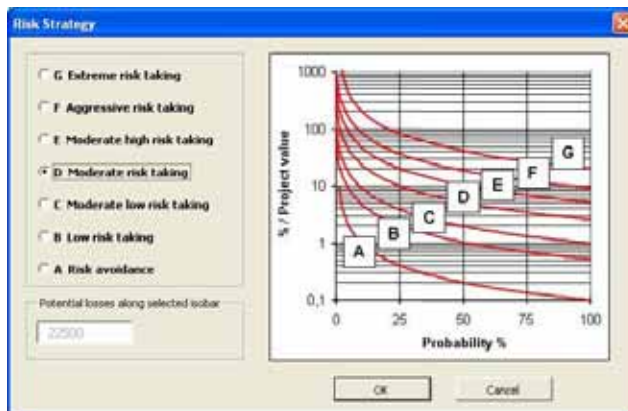 Risk Strategy
G Extreme risk taking
F Aggressive risk taking
E Moderate high risk taking
D Moderate risk taking
C Moderate low risk taking
B Low risk taking
A Risk avoidance
Potential losses along selected isobar
22500
% / Project value
1000
100
10
1
0,1
0 25 50 75 100
Probability %
A B C D E F G
OK Cancel